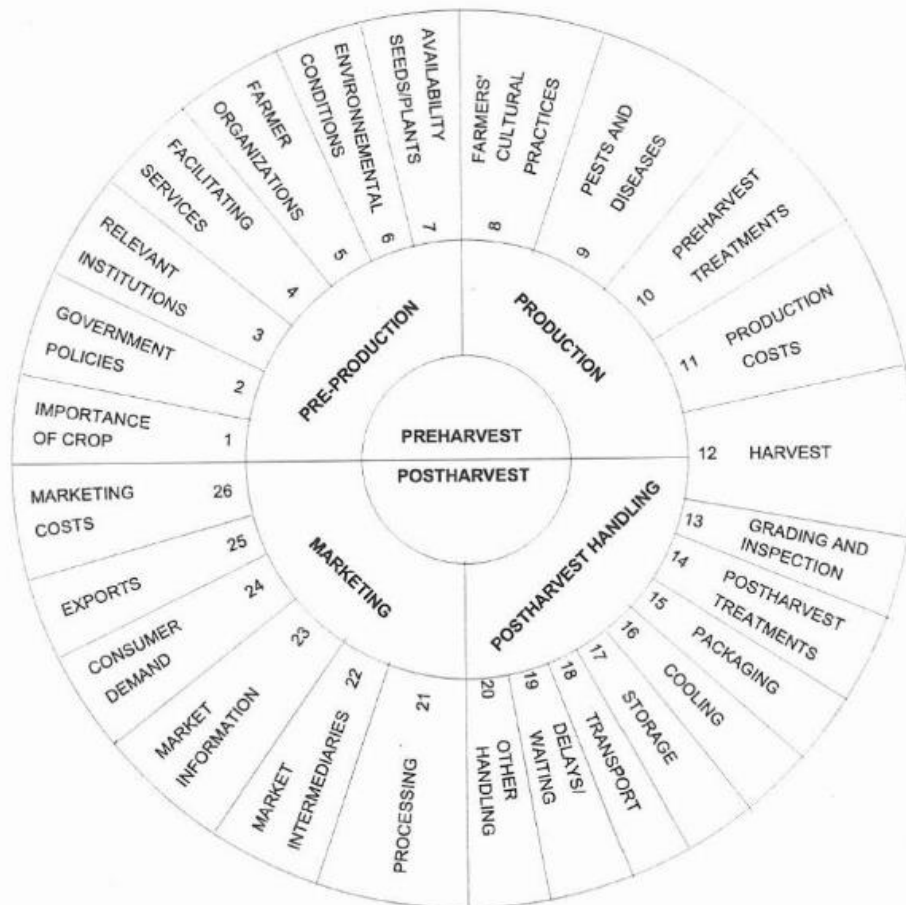 IMPORTANCE
OF CROP
1
GOVERNMENT
POLICIES
2
RELEVANT
INSTITUTIONS
3
FACILITATING
SERVICES
4
FARMER
ORGANIZATIONS
5
ENVIRONNEMENTAL
CONDITIONS
6
AVAILABILITY
SEEDS/PLANTS
7
FARMERS'
CULTURAL
PRACTICES
8
PESTS AND
DISEASES
9
PREHARVEST
TREATMENTS
10
PRODUCTION
COSTS
11
HARVEST
12
GRADING AND
INSPECTION
13
POSTHARVEST
TREATMENTS
14
PACKAGING
15
COOLING
16
STORAGE
17
TRANSPORT
18
DELAYS/
WAITING
19
OTHER
HANDLING
20
PROCESSING
21
MARKET
INTERMEDIARIES
22
MARKET
INFORMATION
23
CONSUMER
DEMAND
24
EXPORTS
25
MARKETING
COSTS
26
PRE-PRODUCTION
PRODUCTION
POSTHARVEST HANDLING
MARKETING
PREHARVEST
POSTHARVEST